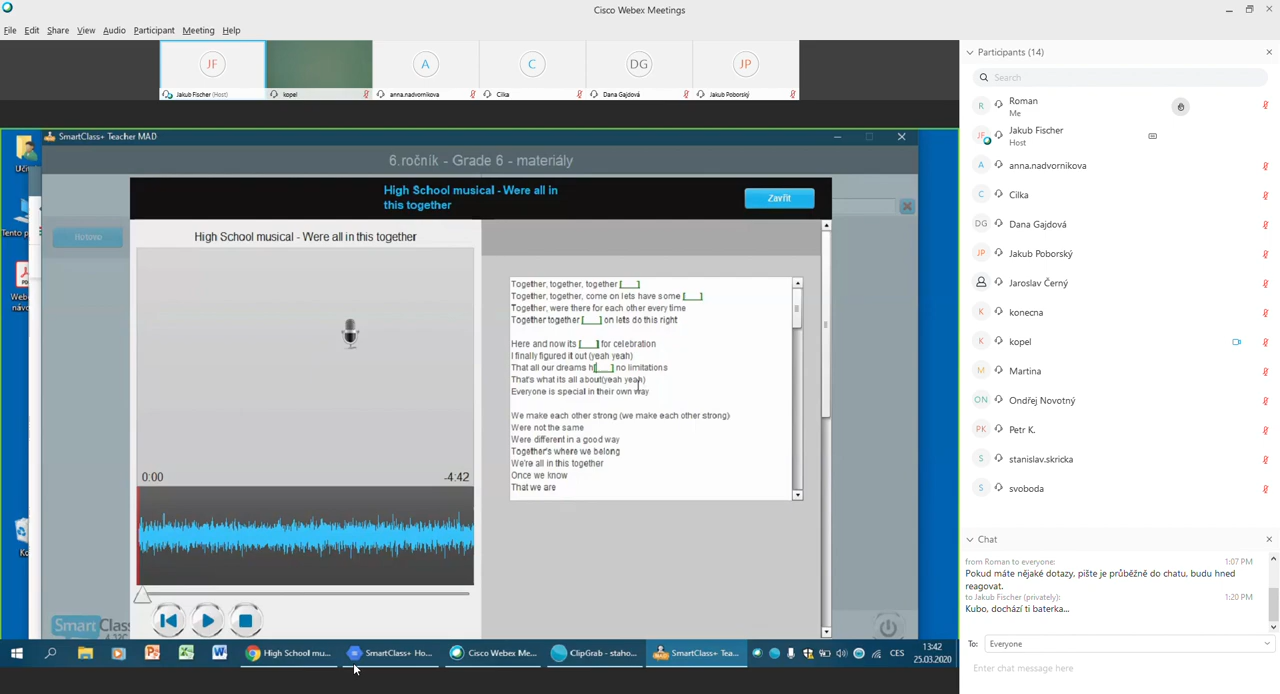 Cisco Webex Meetings
File Edit Share View Audio Participant Meeting Help
JF
A
C
DG
JP
Jakub Fischer (Host)
kopel
anna.nadvornikova
Cilka
Dana Gajdová
Jakub Poborský
SmartClass+ Teacher MAD
6.ročník - Grade 6 - materiály
High School musical - Were all in
this together
Zavřít
Hotovo
Tento p
Web
návo
High School musical - Were all in this together
0:00
-4:42
Together, together, together [___]
Together, together, come on lets have some [___]
Together, were there for each other every time
Together together [___] on lets do this right
Here and now its [___] for celebration
I finally figured it out (yeah yeah)
That all our dreams h[___] no limitations
That's what its all about(yeah yeah)
Everyone is special in their own way
We make each other strong (we make each other strong)
Were not the same
Were different in a good way
Together's where we belong
We're all in this together
Once we know
That we are
SmartClass
High School mu...
SmartClass+ Ho...
Cisco Webex Me...
ClipGrab - staho...
SmartClass+ Tea...
CES
13:42
25.03.2020
Participants (14)
Search
R Roman
Me
JF Jakub Fischer
Host
A anna.nadvornikova
C Cilka
DG Dana Gajdová
JP Jakub Poborský
Jaroslav Černý
K konecna
K kopel
M Martina
ON Ondřej Novotný
PK Petr K.
S stanislav.skricka
S svoboda
Chat
from Roman to everyone: 1:07 PM
Pokud máte nějaké dotazy, pište je průběžně do chatu, budu hned
reagovat.
to Jakub Fischer (privately): 1:20 PM
Kubo, dochází ti baterka...
To: Everyone
Enter chat message here